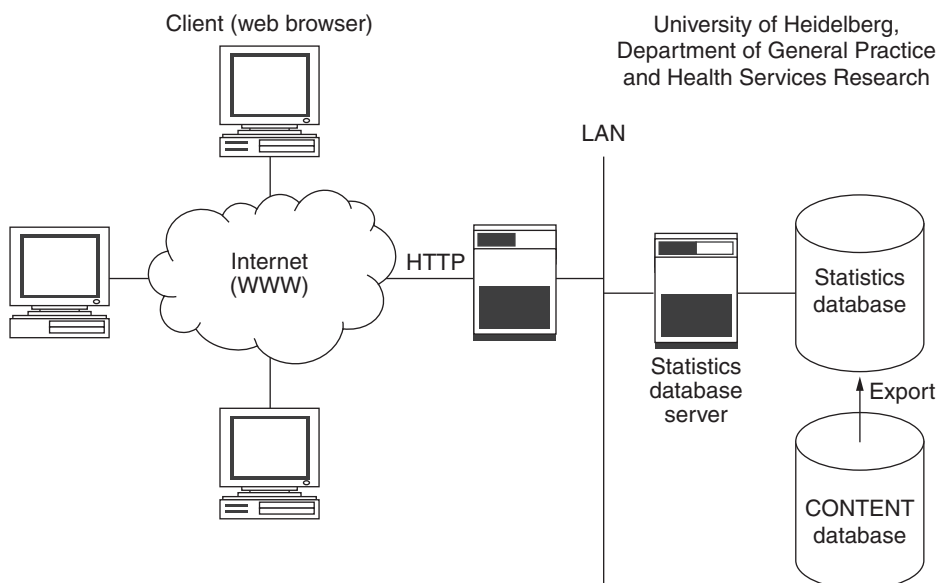 Client (web browser)
University of Heidelberg,
Department of General Practice
and Health Services Research
LAN
Internet
(WWW)
HTTP
Statistics
database
Statistics
database
server
Export
CONTENT
database